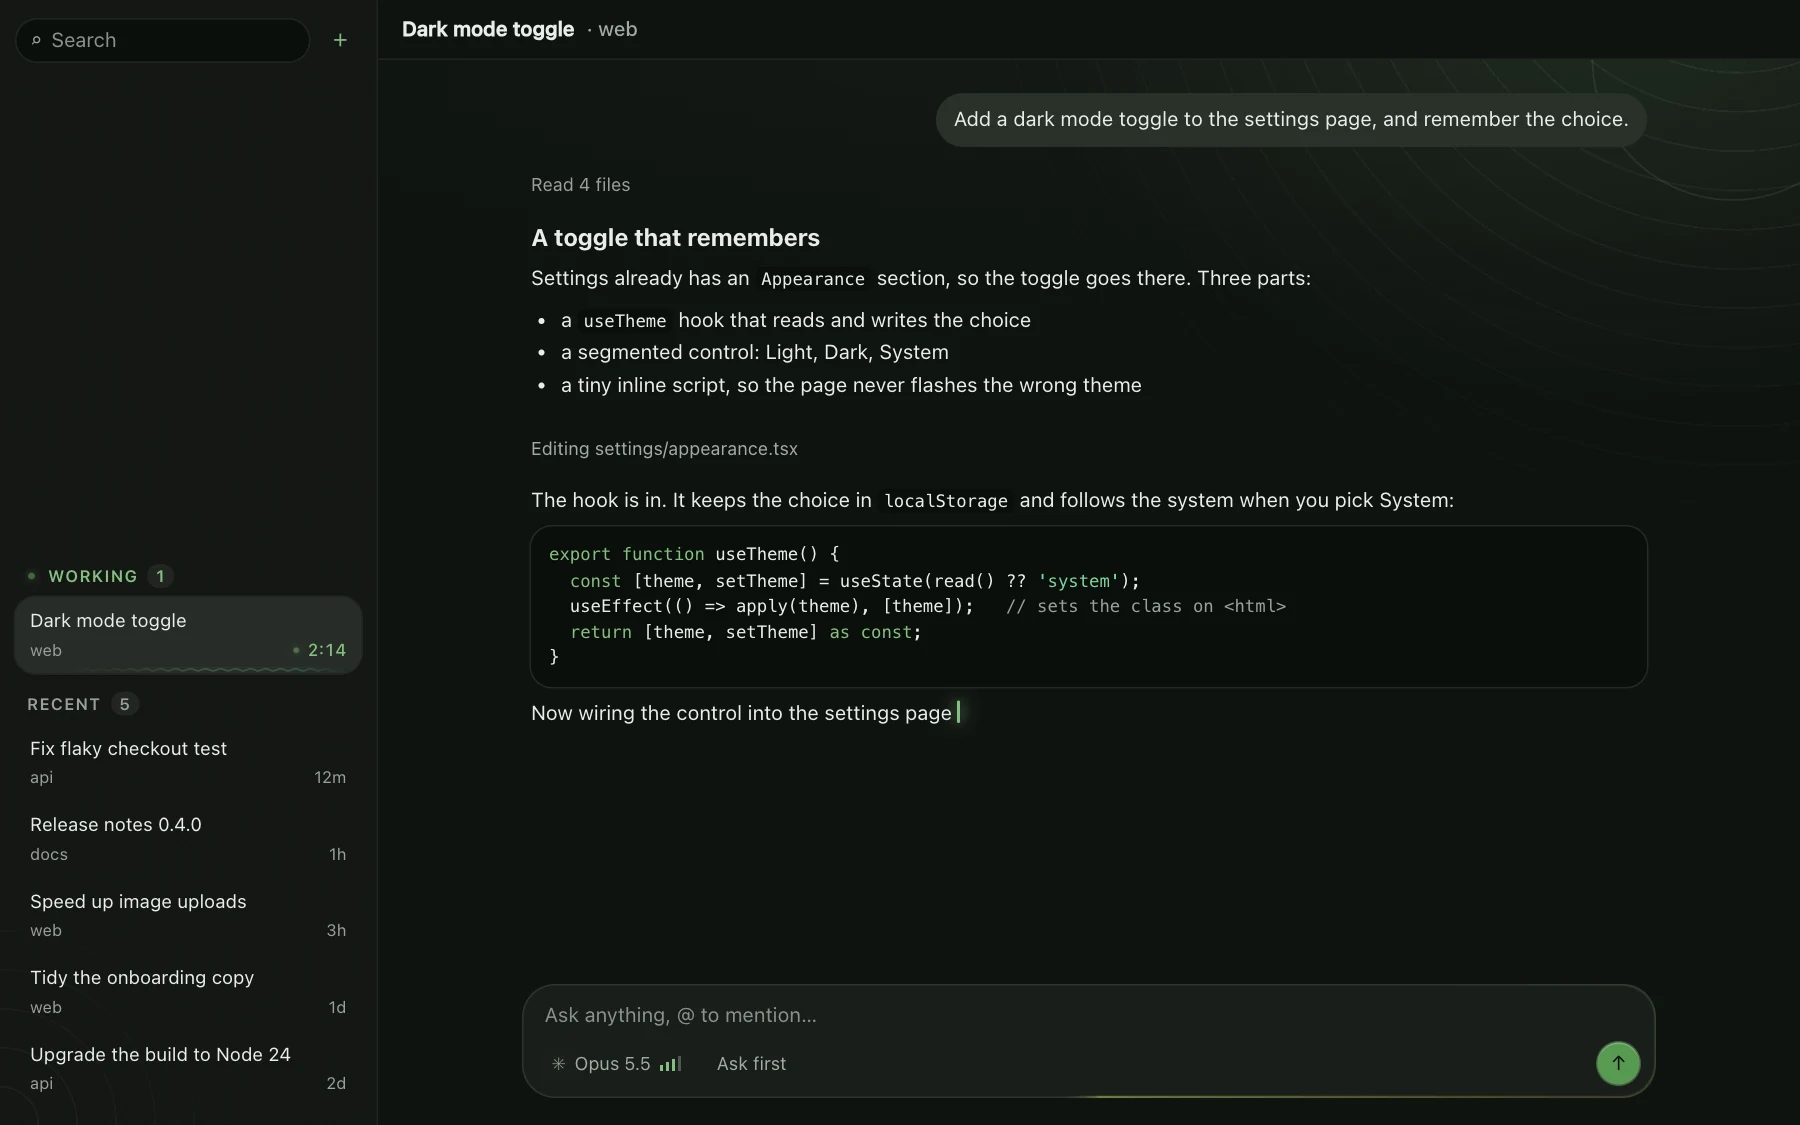 Search
+
WORKING 1
Dark mode toggle
web 2:14
RECENT 5
Fix flaky checkout test
api 12m
Release notes 0.4.0
docs 1h
Speed up image uploads
web 3h
Tidy the onboarding copy
web 1d
Upgrade the build to Node 24
api 2d
Dark mode toggle · web
Add a dark mode toggle to the settings page, and remember the choice.
Read 4 files
A toggle that remembers
Settings already has an Appearance section, so the toggle goes there. Three parts:
• a useTheme hook that reads and writes the choice
• a segmented control: Light, Dark, System
• a tiny inline script, so the page never flashes the wrong theme
Editing settings/appearance.tsx
The hook is in. It keeps the choice in localStorage and follows the system when you pick System:
export function useTheme() {
  const [theme, setTheme] = useState(read() ?? 'system');
  useEffect(() => apply(theme), [theme]);   // sets the class on <html>
  return [theme, setTheme] as const;
}
Now wiring the control into the settings page
Ask anything, @ to mention...
Opus 5.5 Ask first